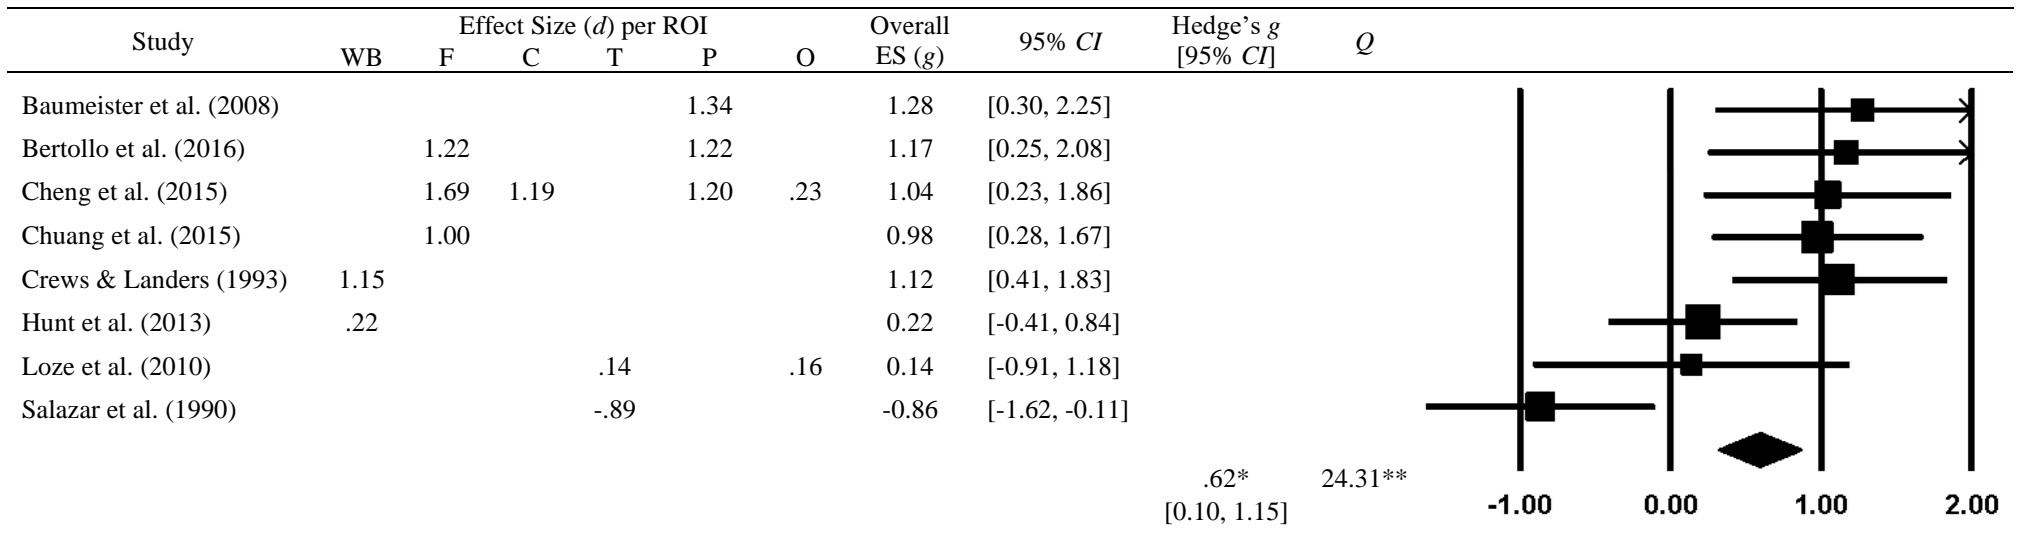 Study Effect Size (d) per ROI Overall ES (g) 95% CI Hedge's g [95% CI] Q
WB F C T P O
Baumeister et al. (2008) 1.34 1.28 [0.30, 2.25]
Bertollo et al. (2016) 1.22 1.22 1.17 [0.25, 2.08]
Cheng et al. (2015) 1.69 1.19 1.20 .23 1.04 [0.23, 1.86]
Chuang et al. (2015) 1.00 0.98 [0.28, 1.67]
Crews & Landers (1993) 1.15 1.12 [0.41, 1.83]
Hunt et al. (2013) .22 0.22 [-0.41, 0.84]
Loze et al. (2010) .14 .16 0.14 [-0.91, 1.18]
Salazar et al. (1990) -.89 -0.86 [-1.62, -0.11]
.62* 24.31**
[0.10, 1.15]
-1.00 0.00 1.00 2.00